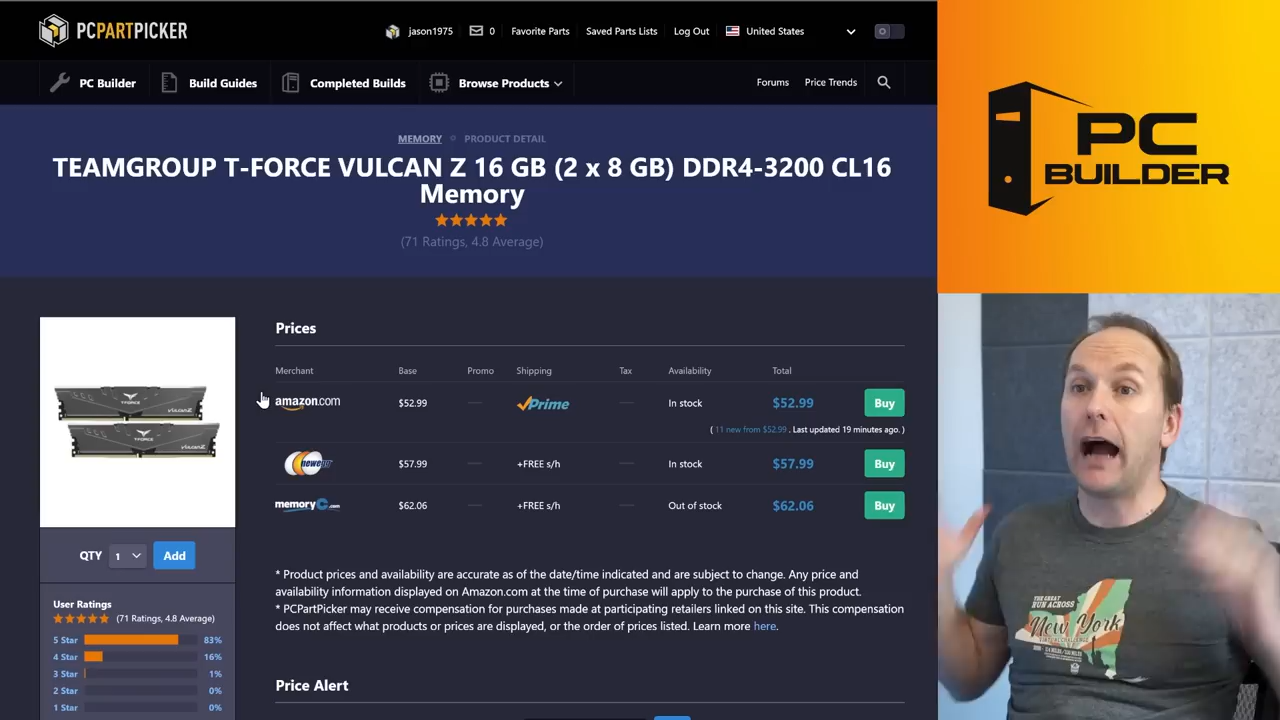 PCPARTPICKER
jason1975
0
Favorite Parts
Saved Parts Lists
Log Out
United States
PC Builder
Build Guides
Completed Builds
Browse Products
Forums
Price Trends
MEMORY
PRODUCT DETAIL
TEAMGROUP T-FORCE VULCAN Z 16 GB (2 x 8 GB) DDR4-3200 CL16
Memory
(71 Ratings, 4.8 Average)
Prices
Merchant Base Promo Shipping Tax Availability Total
amazon.com $52.99 — Prime — In stock $52.99 Buy
( 11 new from $52.99 . Last updated 19 minutes ago. )
newegg $57.99 — +FREE s/h — In stock $57.99 Buy
memoryC.com $62.06 +FREE s/h Out of stock $62.06 Buy
* Product prices and availability are accurate as of the date/time indicated and are subject to change. Any price and
availability information displayed on Amazon.com at the time of purchase will apply to the purchase of this product.
* PCPartPicker may receive compensation for purchases made at participating retailers linked on this site. This compensation
does not affect what products or prices are displayed, or the order of prices listed. Learn more here.
Price Alert
T-FORCE
VULCANZ
T-FORCE
VULCANZ
QTY 1 Add
User Ratings
(71 Ratings, 4.8 Average)
5 Star 83%
4 Star 16%
3 Star 1%
2 Star 0%
1 Star 0%
PC
BUILDER
THE GREAT
RUN ACROSS
New York